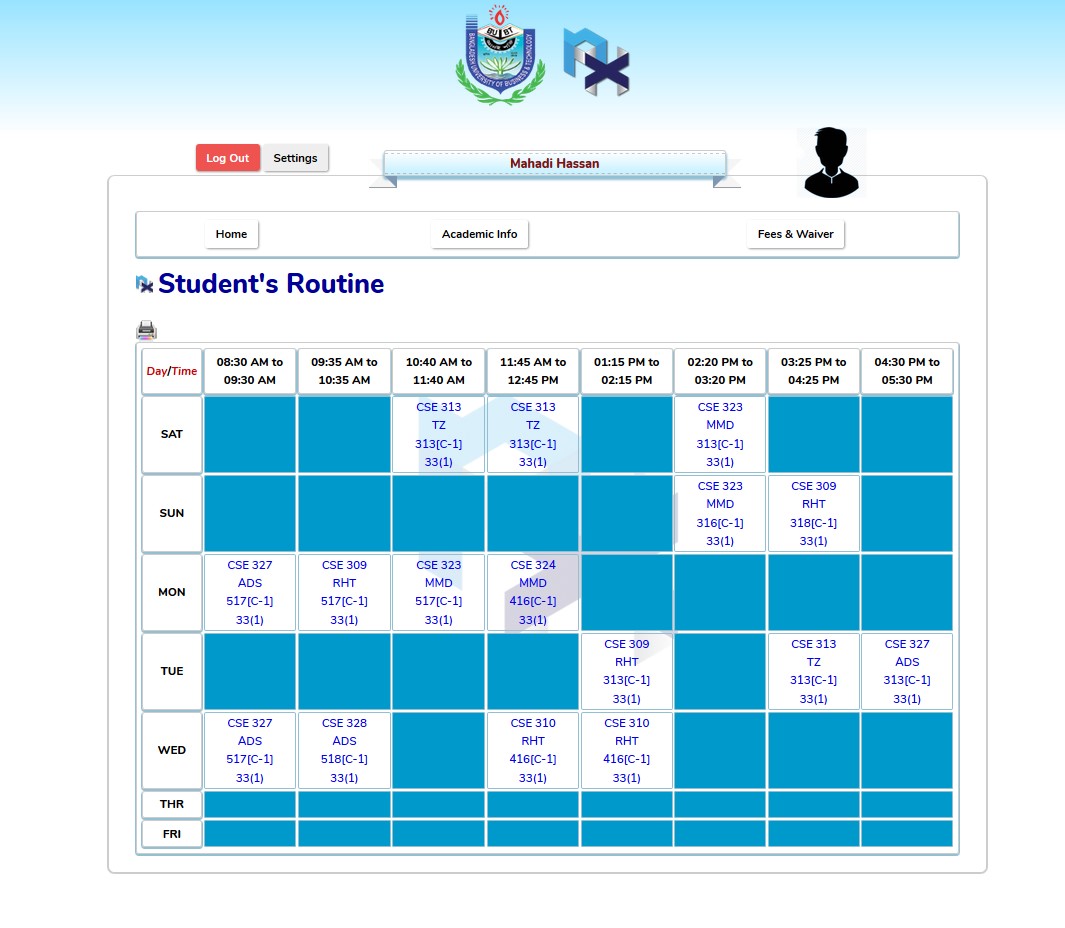 BUBT
BANGLADESH UNIVERSITY OF BUSINESS & TECHNOLOGY
Log Out
Settings
Mahadi Hassan
Home
Academic Info
Fees & Waiver
Student's Routine
Day/Time
08:30 AM to
09:30 AM
09:35 AM to
10:35 AM
10:40 AM to
11:40 AM
11:45 AM to
12:45 PM
01:15 PM to
02:15 PM
02:20 PM to
03:20 PM
03:25 PM to
04:25 PM
04:30 PM to
05:30 PM
SAT
CSE 313
TZ
313[C-1]
33(1)
CSE 313
TZ
313[C-1]
33(1)
CSE 323
MMD
313[C-1]
33(1)
SUN
CSE 323
MMD
316[C-1]
33(1)
CSE 309
RHT
318[C-1]
33(1)
MON
CSE 327
ADS
517[C-1]
33(1)
CSE 309
RHT
517[C-1]
33(1)
CSE 323
MMD
517[C-1]
33(1)
CSE 324
MMD
416[C-1]
33(1)
TUE
CSE 309
RHT
313[C-1]
33(1)
CSE 313
TZ
313[C-1]
33(1)
CSE 327
ADS
313[C-1]
33(1)
WED
CSE 327
ADS
517[C-1]
33(1)
CSE 328
ADS
518[C-1]
33(1)
CSE 310
RHT
416[C-1]
33(1)
CSE 310
RHT
416[C-1]
33(1)
THR
FRI